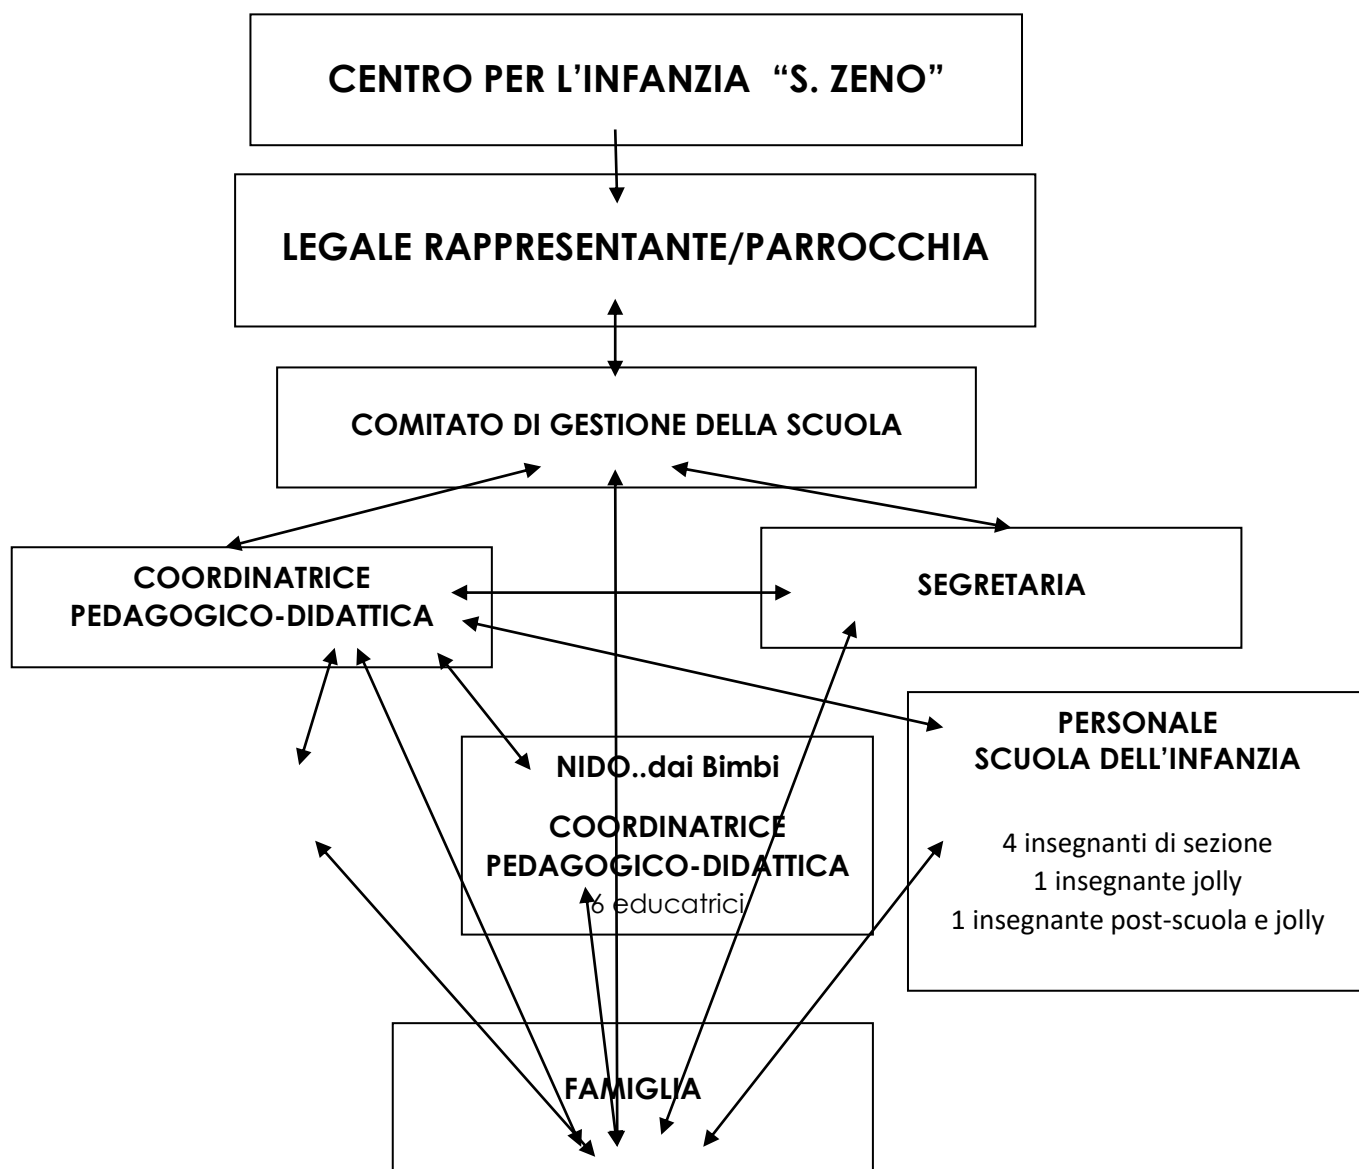 CENTRO PER L'INFANZIA “S. ZENO”
LEGALE RAPPRESENTANTE/PARROCCHIA
COMITATO DI GESTIONE DELLA SCUOLA
COORDINATRICE
PEDAGOGICO-DIDATTICA
SEGRETARIA
NIDO..dai Bimbi
COORDINATRICE
PEDAGOGICO-DIDATTICA
6 educatrici
PERSONALE
SCUOLA DELL'INFANZIA
4 insegnanti di sezione
1 insegnante jolly
1 insegnante post-scuola e jolly
FAMIGLIA